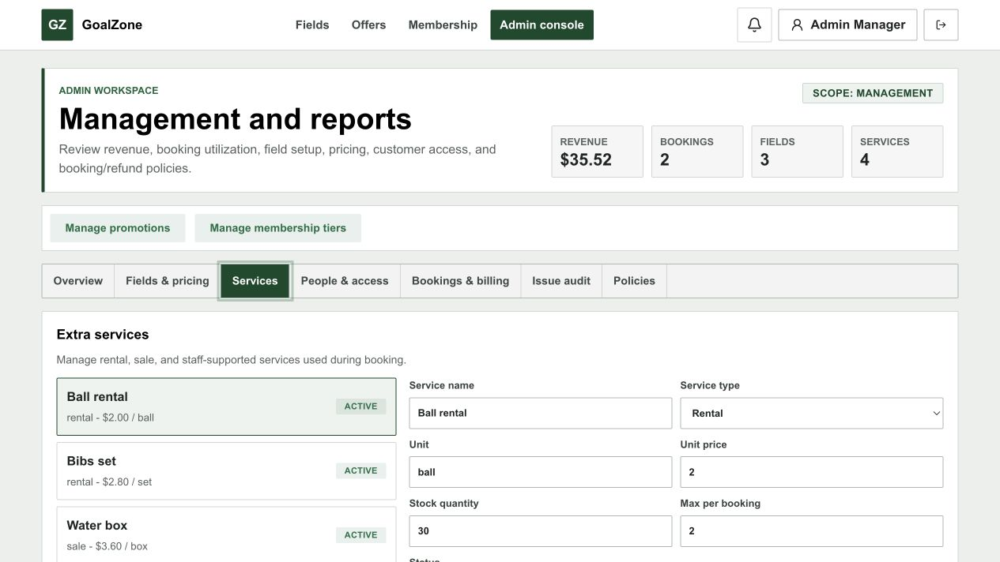 GZ GoalZone Fields Offers Membership Admin console Admin Manager
ADMIN WORKSPACE
SCOPE: MANAGEMENT
Management and reports
Review revenue, booking utilization, field setup, pricing, customer access, and
booking/refund policies.
REVENUE
$35.52
BOOKINGS
2
FIELDS
3
SERVICES
4
Manage promotions Manage membership tiers
Overview Fields & pricing Services People & access Bookings & billing Issue audit Policies
Extra services
Manage rental, sale, and staff-supported services used during booking.
Ball rental
rental - $2.00 / ball
ACTIVE
Bibs set
rental - $2.80 / set
ACTIVE
Water box
sale - $3.60 / box
ACTIVE
Service name
Ball rental
Service type
Rental
Unit
ball
Unit price
2
Stock quantity
30
Max per booking
2
Status